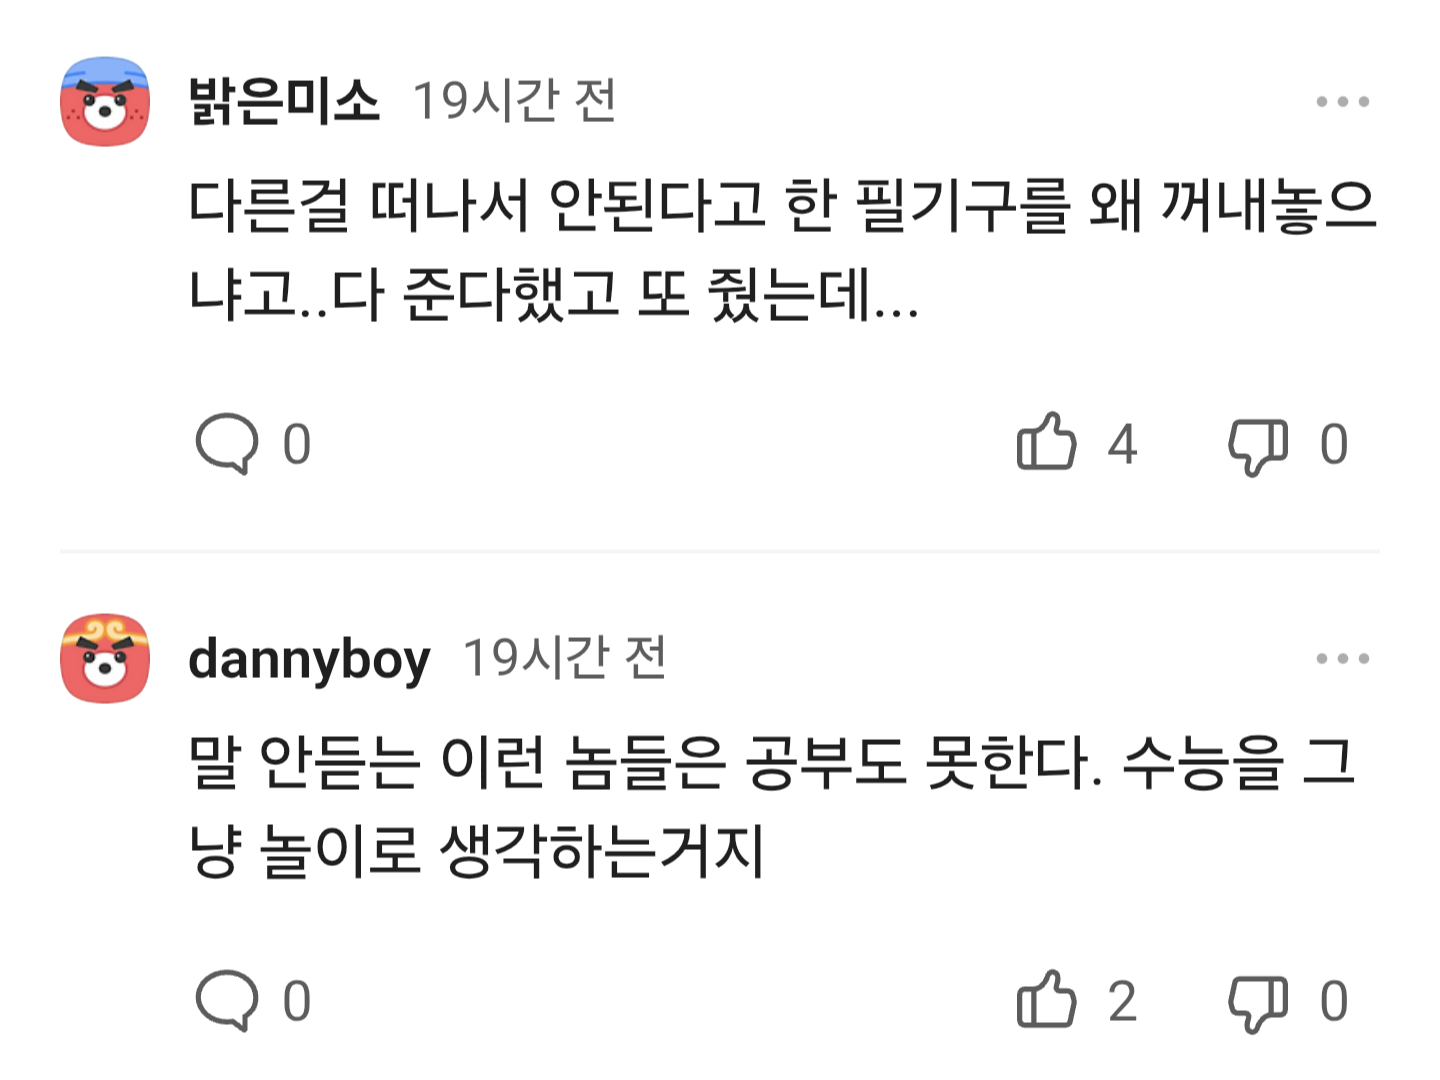 밝은미소 19시간 전
다른걸 떠나서 안된다고 한 필기구를 왜 꺼내놓으
냐고..다 준다했고 또 줬는데...
0 4 0
dannyboy 19시간 전
말 안듣는 이런 놈들은 공부도 못한다. 수능을 그
냥 놀이로 생각하는거지
0 2 0